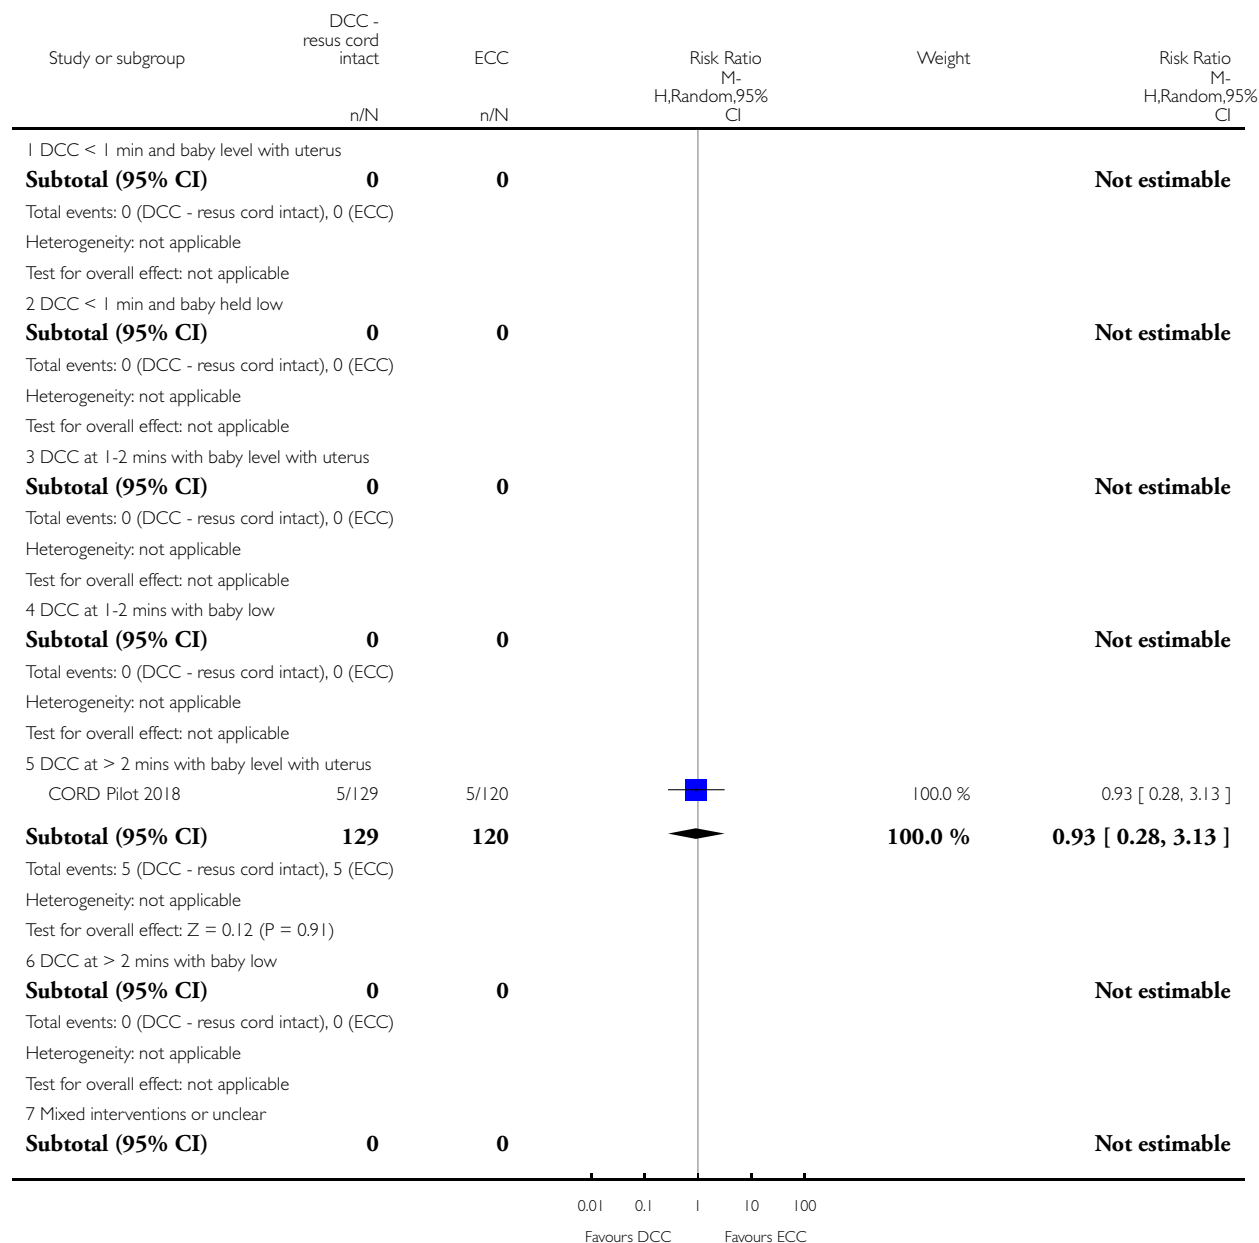 DCC -
resus cord
Study or subgroup intact ECC Risk Ratio Weight Risk Ratio
M- M-
H,Random,95% H,Random,95%
n/N n/N CI CI
1 DCC < 1 min and baby level with uterus
Subtotal (95% CI) 0 0 Not estimable
Total events: 0 (DCC - resus cord intact), 0 (ECC)
Heterogeneity: not applicable
Test for overall effect: not applicable
2 DCC < 1 min and baby held low
Subtotal (95% CI) 0 0 Not estimable
Total events: 0 (DCC - resus cord intact), 0 (ECC)
Heterogeneity: not applicable
Test for overall effect: not applicable
3 DCC at 1-2 mins with baby level with uterus
Subtotal (95% CI) 0 0 Not estimable
Total events: 0 (DCC - resus cord intact), 0 (ECC)
Heterogeneity: not applicable
Test for overall effect: not applicable
4 DCC at 1-2 mins with baby low
Subtotal (95% CI) 0 0 Not estimable
Total events: 0 (DCC - resus cord intact), 0 (ECC)
Heterogeneity: not applicable
Test for overall effect: not applicable
5 DCC at > 2 mins with baby level with uterus
CORD Pilot 2018 5/129 5/120 100.0 % 0.93 [ 0.28, 3.13 ]
Subtotal (95% CI) 129 120 100.0 % 0.93 [ 0.28, 3.13 ]
Total events: 5 (DCC - resus cord intact), 5 (ECC)
Heterogeneity: not applicable
Test for overall effect: Z = 0.12 (P = 0.91)
6 DCC at > 2 mins with baby low
Subtotal (95% CI) 0 0 Not estimable
Total events: 0 (DCC - resus cord intact), 0 (ECC)
Heterogeneity: not applicable
Test for overall effect: not applicable
7 Mixed interventions or unclear
Subtotal (95% CI) 0 0 Not estimable
0.01 0.1 1 10 100
Favours DCC Favours ECC